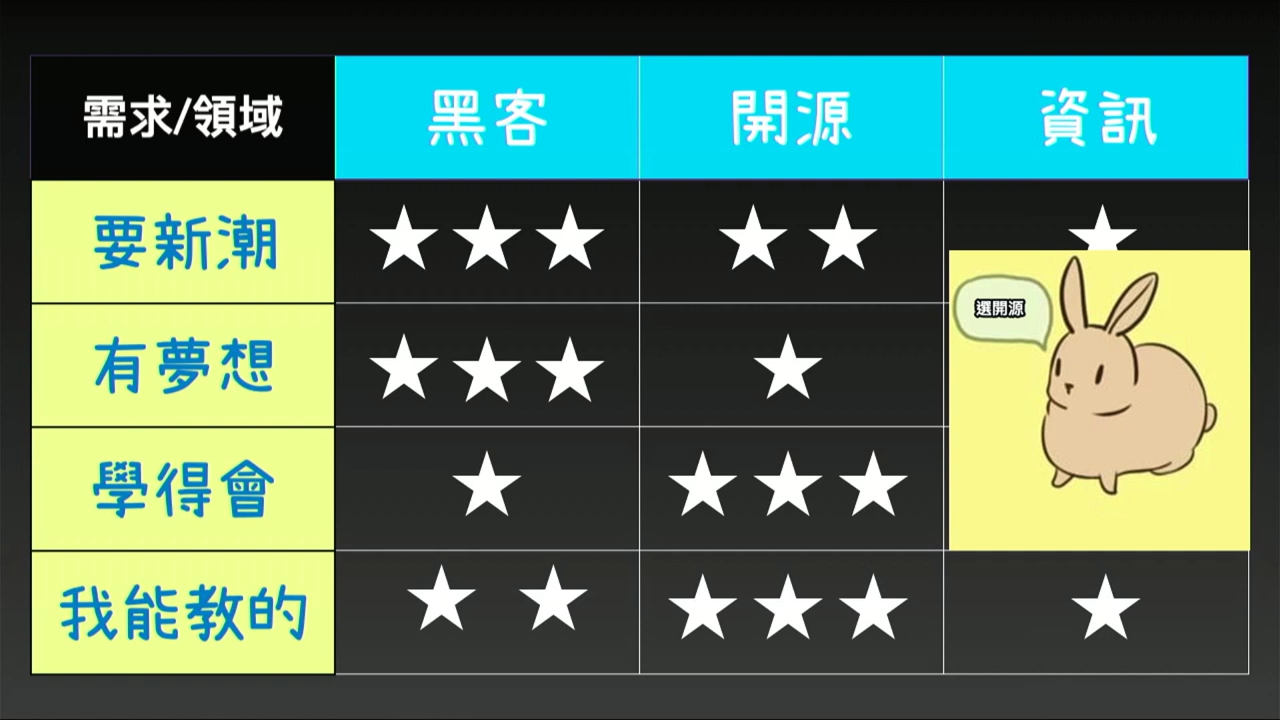 需求/領域 黑客 開源 資訊
要新潮 ★★★ ★★ ★
選開源
有夢想 ★★★ ★
學得會 ★ ★★★
我能教的 ★★ ★★★ ★